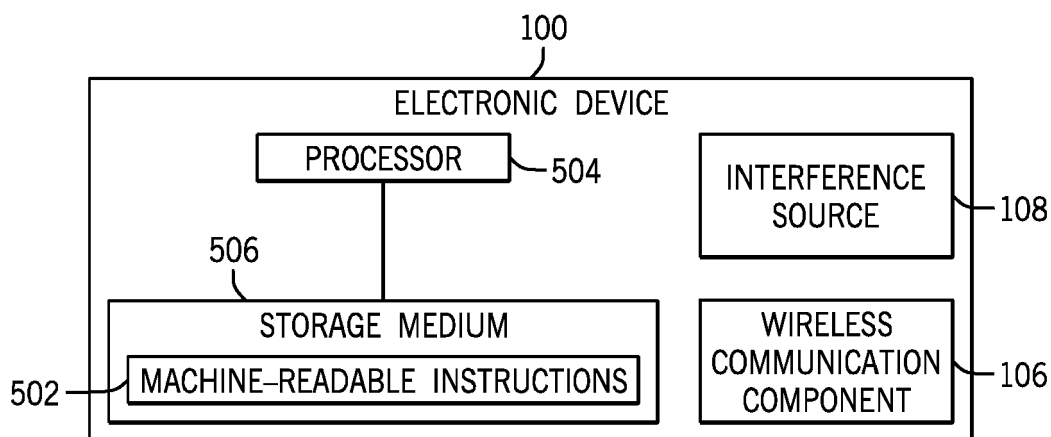 100
ELECTRONIC DEVICE
PROCESSOR
504
INTERFERENCE
SOURCE
108
506
STORAGE MEDIUM
502
MACHINE–READABLE INSTRUCTIONS
WIRELESS
COMMUNICATION
COMPONENT
106